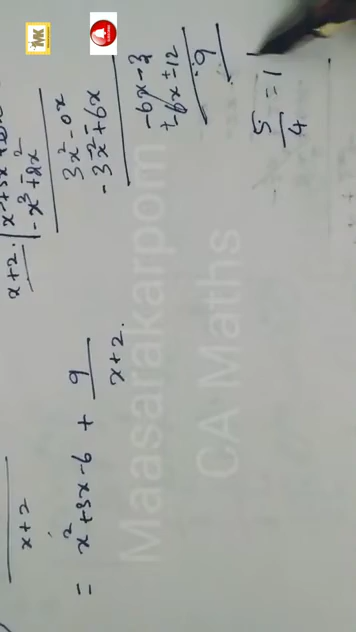 x+2
= x²+3x-6 + 9/x+2.
x+2.
- x³ + 2x²
3x² - 0x
- 3x² + 6x
-6x-3
-6x-12
9
5/4 = 1
Maasarakarpom
CA Maths
MK